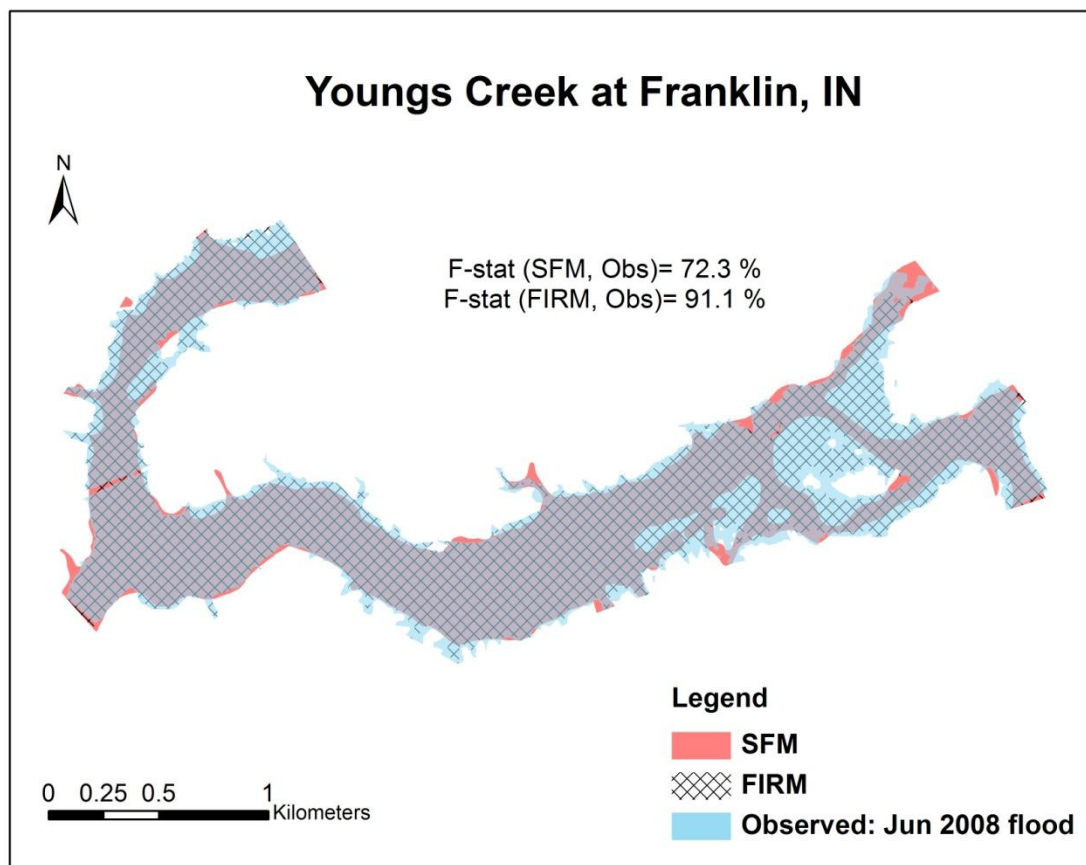 Youngs Creek at Franklin, IN
N
F-stat (SFM, Obs)= 72.3 %
F-stat (FIRM, Obs)= 91.1 %
Legend
SFM
FIRM
Observed: Jun 2008 flood
0 0.25 0.5 1
Kilometers